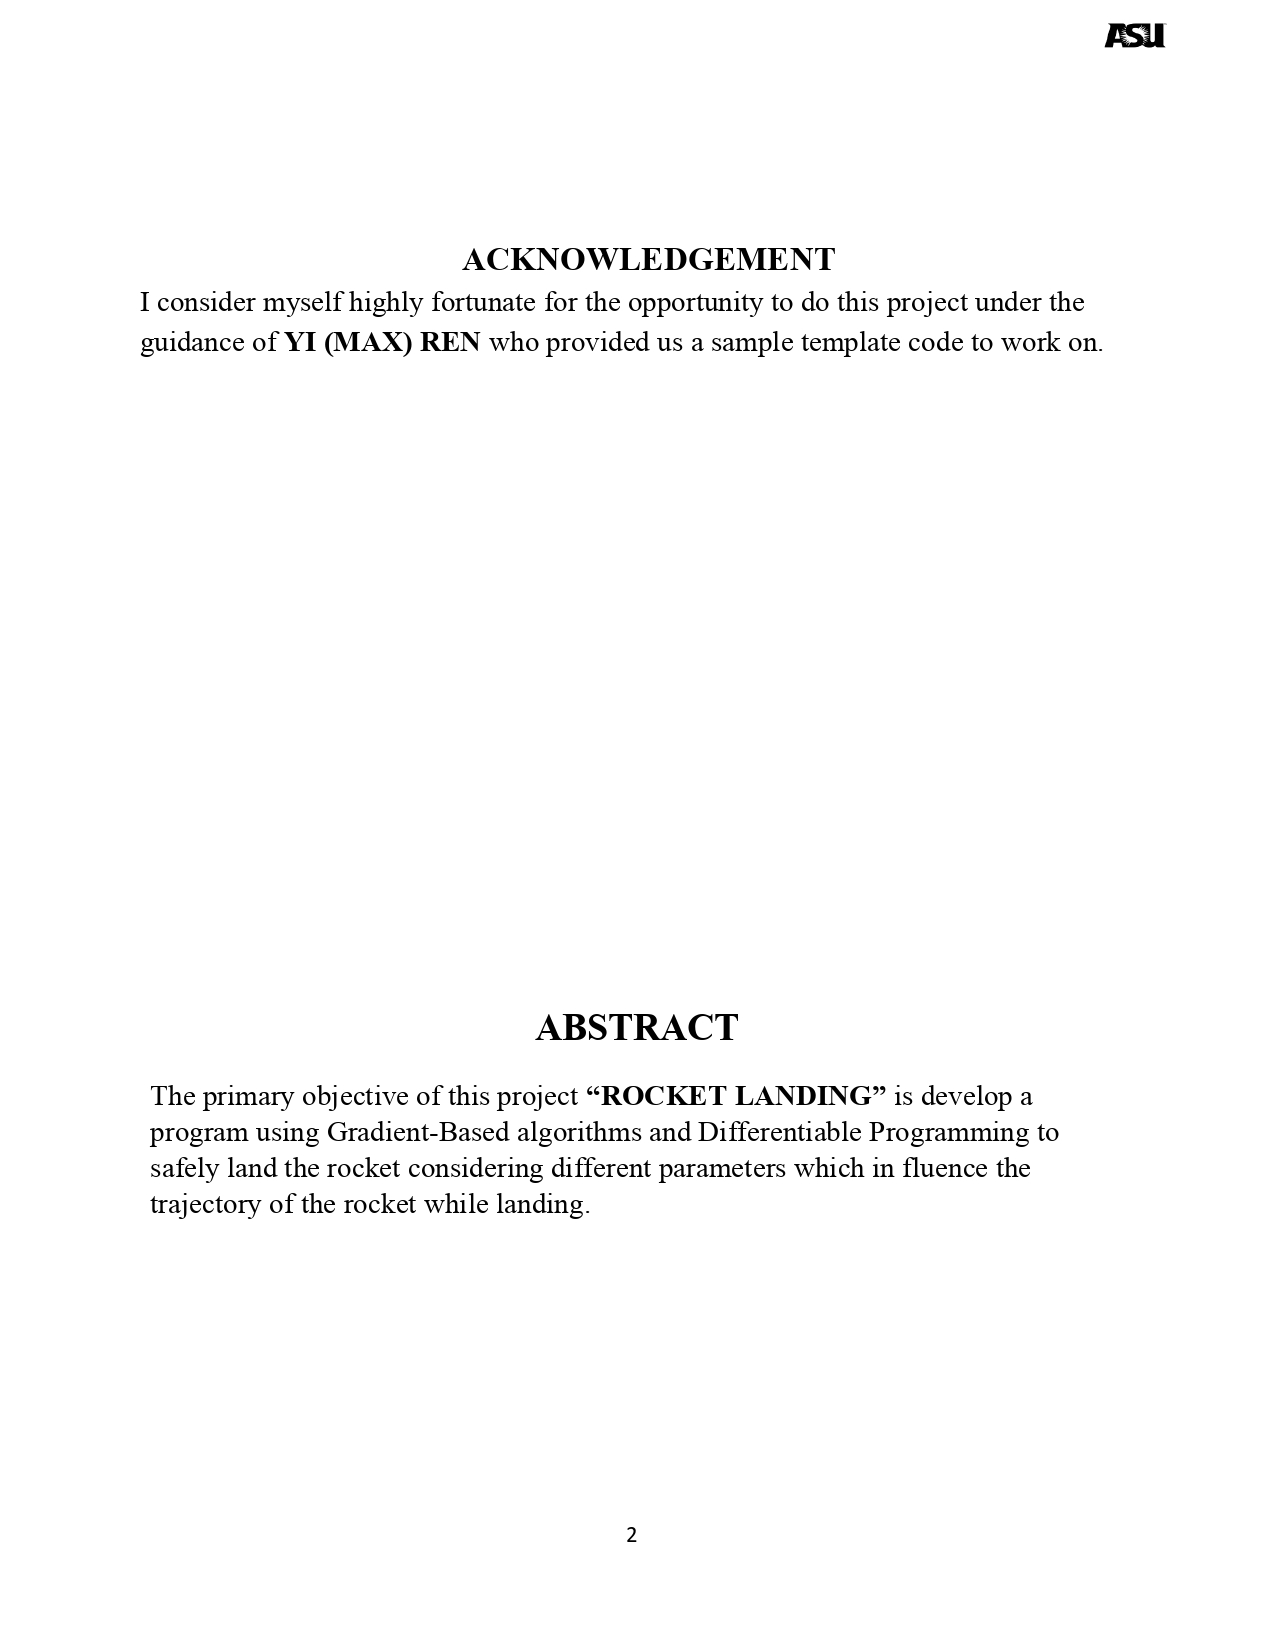 ASU
ACKNOWLEDGEMENT
I consider myself highly fortunate for the opportunity to do this project under the
guidance of YI (MAX) REN who provided us a sample template code to work on.
ABSTRACT
The primary objective of this project “ROCKET LANDING” is develop a
program using Gradient-Based algorithms and Differentiable Programming to
safely land the rocket considering different parameters which in fluence the
trajectory of the rocket while landing.
2